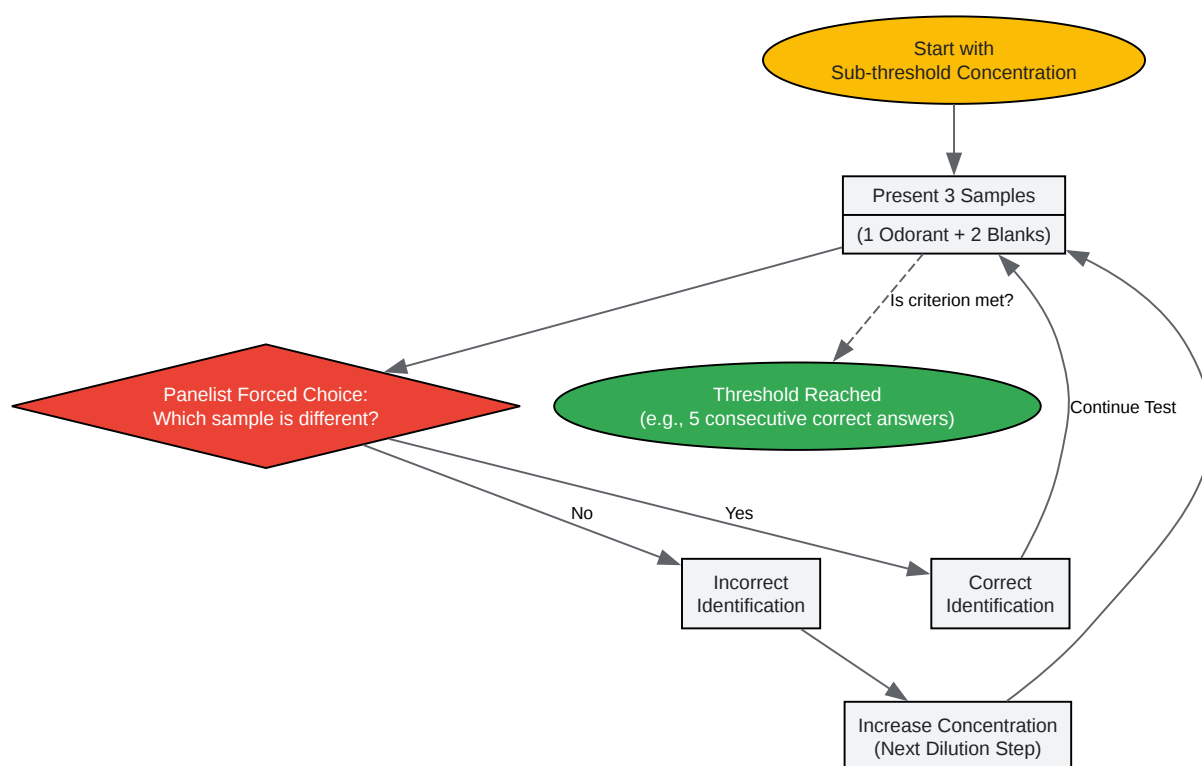 Start with
Sub-threshold Concentration
Present 3 Samples
(1 Odorant + 2 Blanks)
Is criterion met?
Panelist Forced Choice:
Which sample is different?
Threshold Reached
(e.g., 5 consecutive correct answers)
Continue Test
No
Yes
Incorrect
Identification
Correct
Identification
Increase Concentration
(Next Dilution Step)